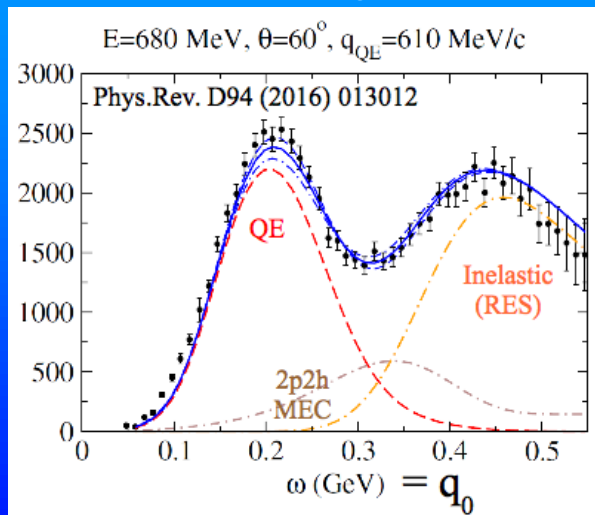 E=680 MeV, θ=60°, q_QE=610 MeV/c
Phys.Rev. D94 (2016) 013012
3000
2500
2000
1500
1000
500
0
QE
Inelastic
(RES)
2p2h
MEC
0 0.1 0.2 0.3 0.4 0.5
ω (GeV) = q₀